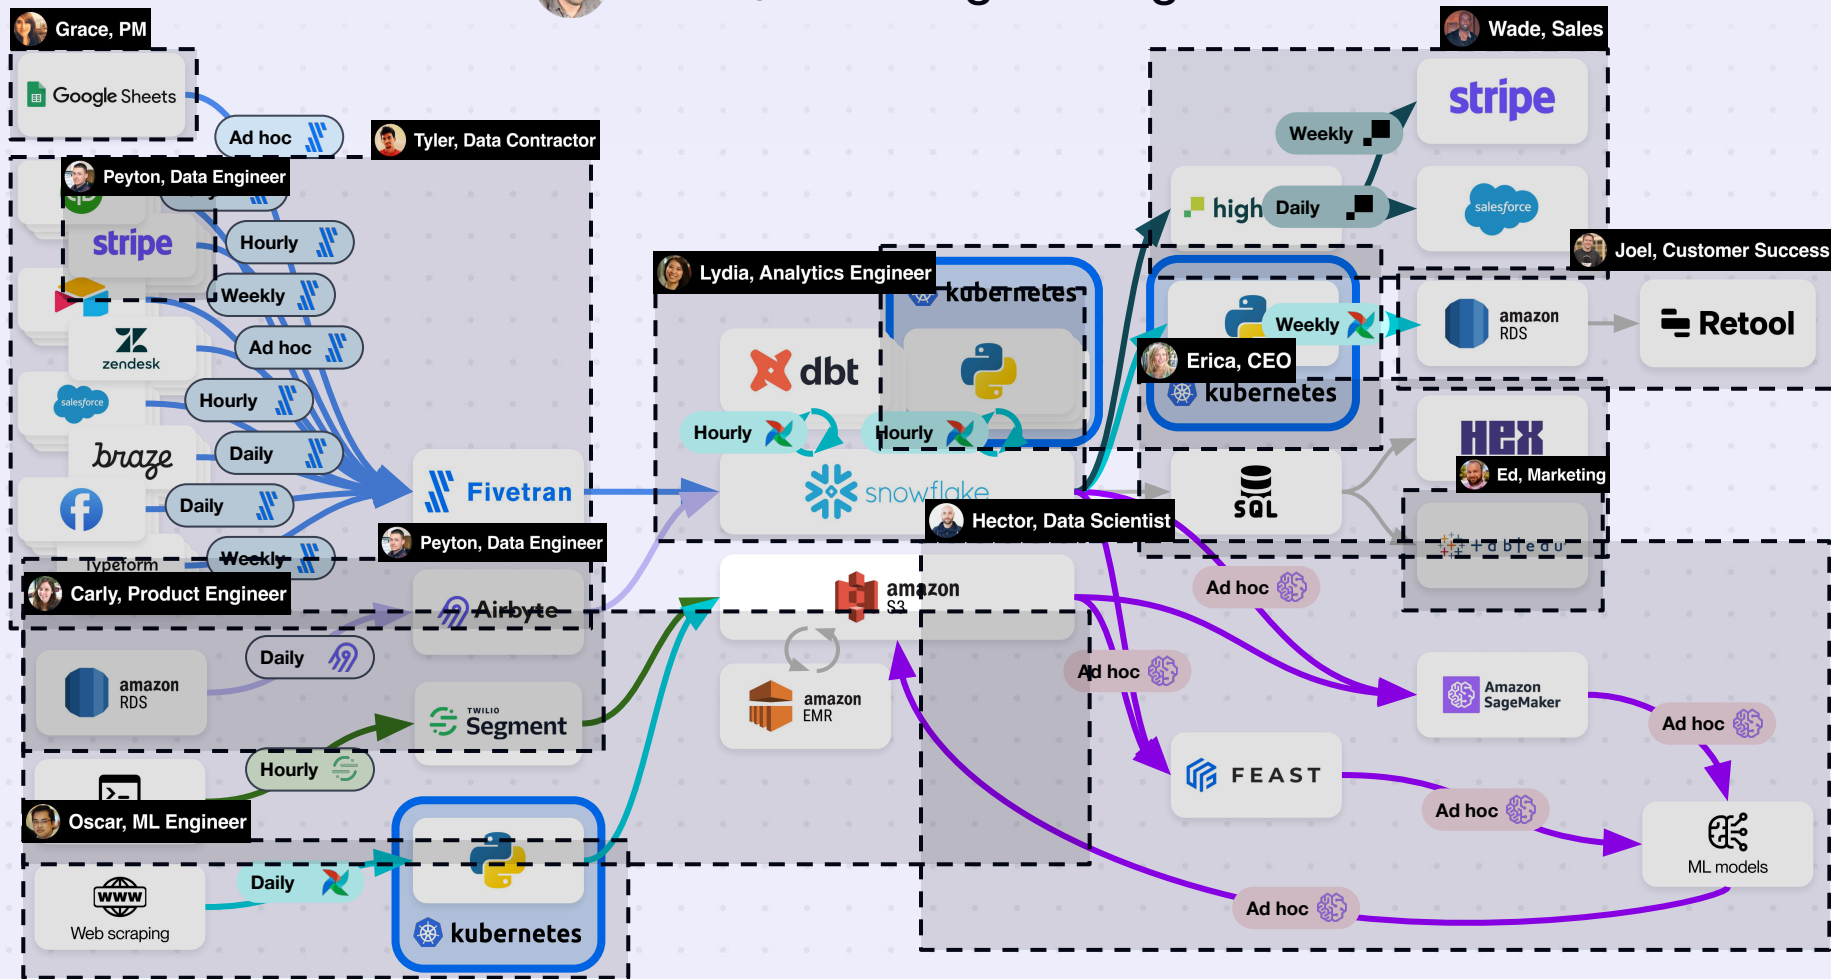 Grace, PM
Google Sheets
Ad hoc
Tyler, Data Contractor
Peyton, Data Engineer
stripe
Hourly
Weekly
zendesk
Ad hoc
salesforce
Hourly
braze
Daily
Daily
Fivetran
Typeform
Weekly
Peyton, Data Engineer
Carly, Product Engineer
Airbyte
amazon
RDS
Daily
TWILIO
Segment
Hourly
Oscar, ML Engineer
WWW
Web scraping
Daily
kubernetes
Lydia, Analytics Engineer
kubernetes
dbt
Hourly
Hourly
snowflake
Hector, Data Scientist
amazon
S3
amazon
EMR
Wade, Sales
stripe
Weekly
high
Daily
salesforce
Joel, Customer Success
Weekly
amazon
RDS
Retool
Erica, CEO
kubernetes
HEX
SQL
Ed, Marketing
+ableau
Ad hoc
Ad hoc
Amazon
SageMaker
Ad hoc
FEAST
Ad hoc
ML models
Ad hoc